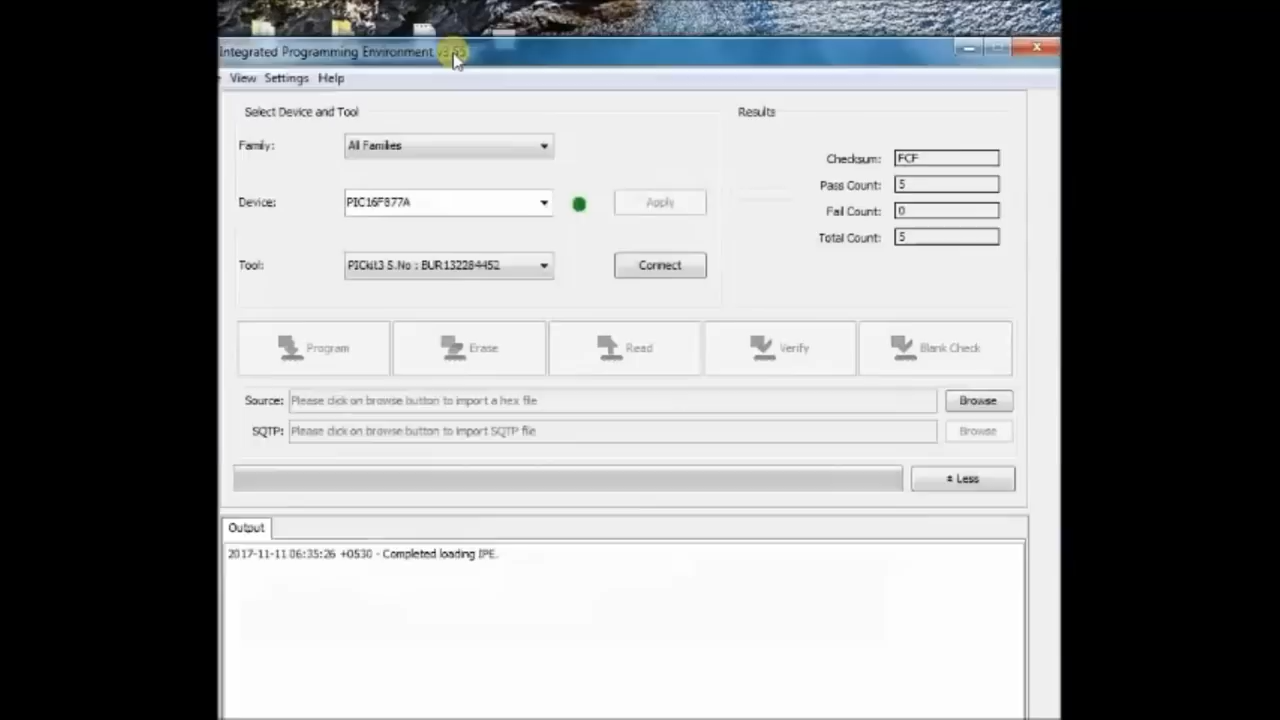 Integrated Programming Environment v3.55
View Settings Help
Select Device and Tool
Results
Family: All Families
Checksum: FCF
Device: PIC16F877A Apply
Pass Count: 5
Fail Count: 0
Total Count: 5
Tool: PICkit3 S.No : BUR132284452 Connect
Program Erase Read Verify Blank Check
Source: Please click on browse button to import a hex file Browse
SQTP: Please click on browse button to import SQTP file Browse
Less
Output
2017-11-11 06:35:26 +0530 - Completed loading IPE.